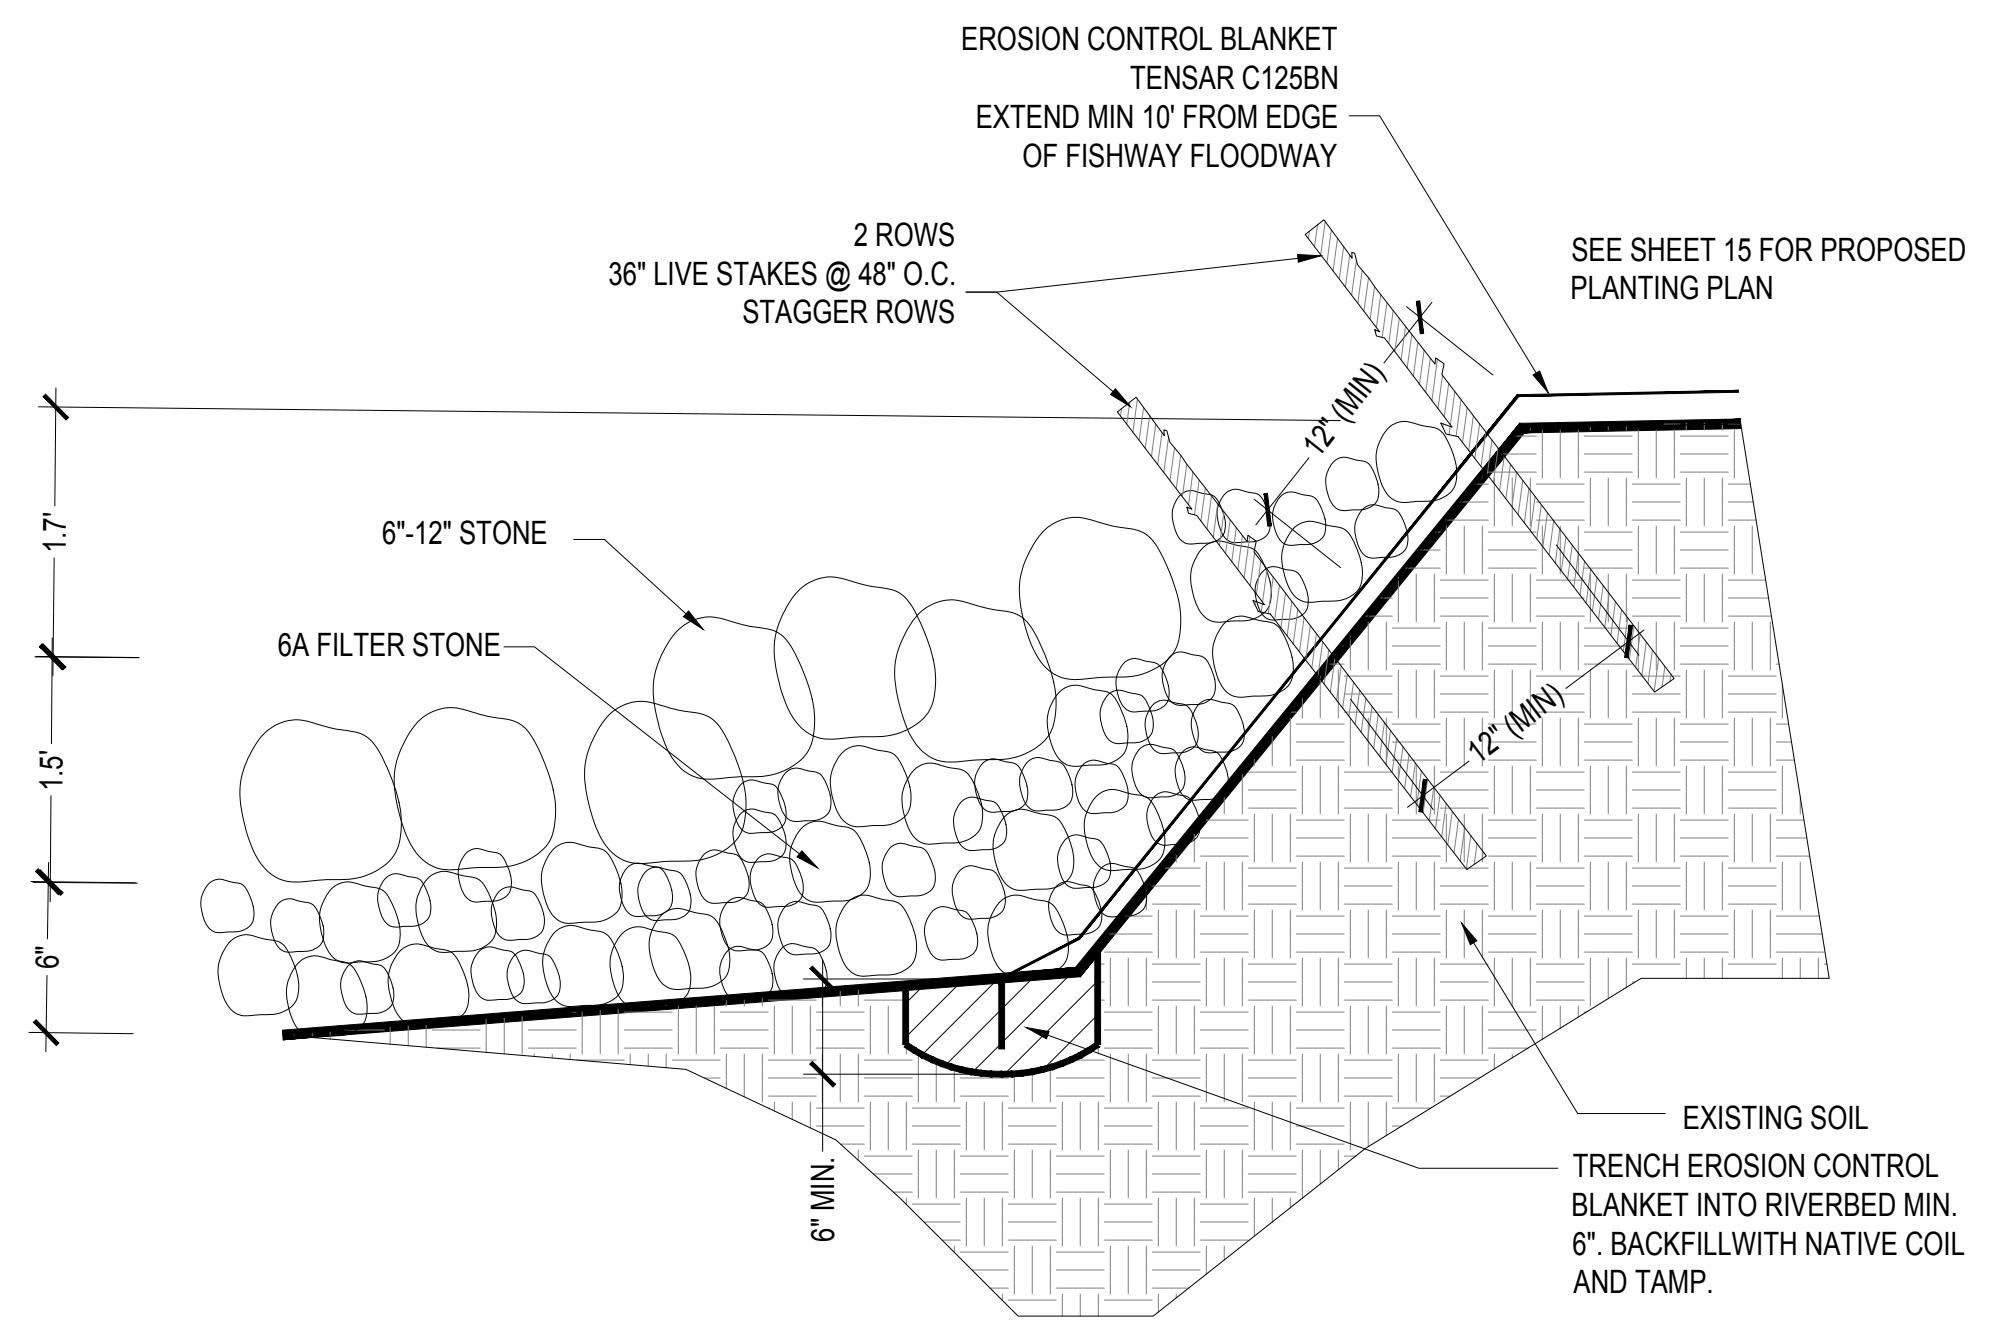 EROSION CONTROL BLANKET
TENSAR C125BN
EXTEND MIN 10' FROM EDGE
OF FISHWAY FLOODWAY
2 ROWS
36" LIVE STAKES @ 48" O.C.
STAGGER ROWS
SEE SHEET 15 FOR PROPOSED
PLANTING PLAN
12" (MIN)
1.7'
6"-12" STONE
6A FILTER STONE
1.5'
12" (MIN)
6"
6" MIN.
EXISTING SOIL
TRENCH EROSION CONTROL
BLANKET INTO RIVERBED MIN.
6". BACKFILLWITH NATIVE COIL
AND TAMP.